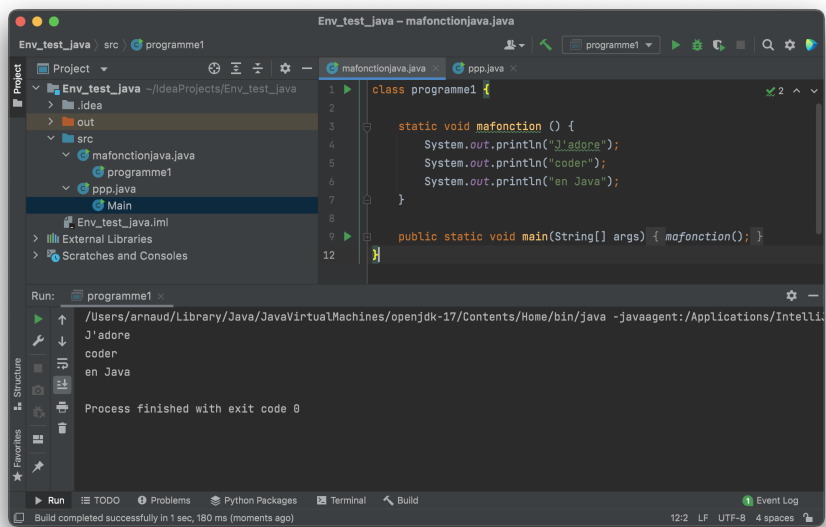 Env_test_java – mafonctionjava.java
Env_test_java src programme1
programme1
Project
Project
mafonctionjava.java
ppp.java
Env_test_java ~/IdeaProjects/Env_test_java
.idea
out
src
mafonctionjava.java
programme1
ppp.java
Main
Env_test_java.iml
External Libraries
Scratches and Consoles
2
1 class programme1 {
2
3 static void mafonction () {
4 System.out.println("J'adore");
5 System.out.println("coder");
6 System.out.println("en Java");
7 }
8
9 public static void main(String[] args) { mafonction(); }
12 }
Run: programme1
/Users/arnaud/Library/Java/JavaVirtualMachines/openjdk-17/Contents/Home/bin/java -javaagent:/Applications/IntelliJ
J'adore
coder
en Java
Process finished with exit code 0
Structure
Favorites
Run TODO Problems Python Packages Terminal Build 1 Event Log
Build completed successfully in 1 sec, 180 ms (moments ago) 12:2 LF UTF-8 4 spaces